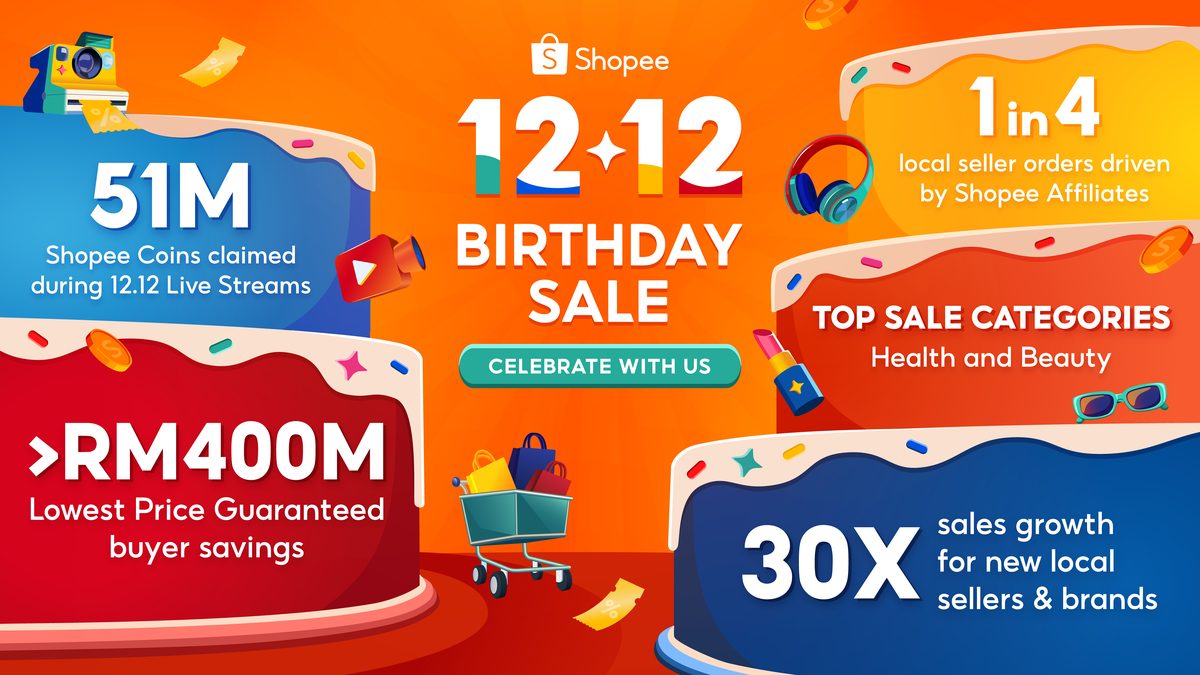 Shopee
12.12
BIRTHDAY
SALE
CELEBRATE WITH US
51M
Shopee Coins claimed
during 12.12 Live Streams
>RM400M
Lowest Price Guaranteed
buyer savings
1 in 4
local seller orders driven
by Shopee Affiliates
TOP SALE CATEGORIES
Health and Beauty
30X
sales growth
for new local
sellers & brands